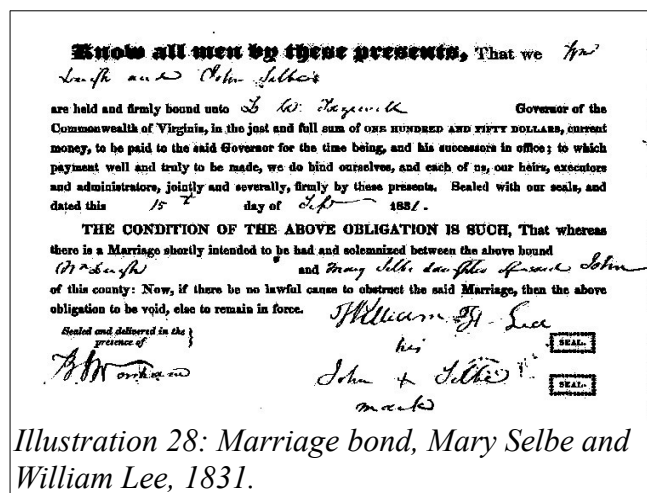 Know all men by these presents, That we Wm
and John Selbe
are held and firmly bound unto L W. Tazewell Governor of the
Commonwealth of Virginia, in the just and full sum of ONE HUNDRED AND FIFTY DOLLARS, current
money, to be paid to the said Governor for the time being, and his successors in office; to which
payment well and truly to be made, we do bind ourselves, and each of us, our heirs, executors
and administrators, jointly and severally, firmly by these presents. Sealed with our seals, and
dated this 15th day of Sept 1831.
THE CONDITION OF THE ABOVE OBLIGATION IS SUCH, That whereas
there is a Marriage shortly intended to be had and solemnized between the above bound
Wm and Mary Selbe daughter of John
of this county: Now, if there be no lawful cause to obstruct the said Marriage, then the above
obligation to be void, else to remain in force.
William Lee
Sealed and delivered in the
presence of
his
SEAL.
John + Selbe
SEAL.
mark
Illustration 28: Marriage bond, Mary Selbe and
William Lee, 1831.